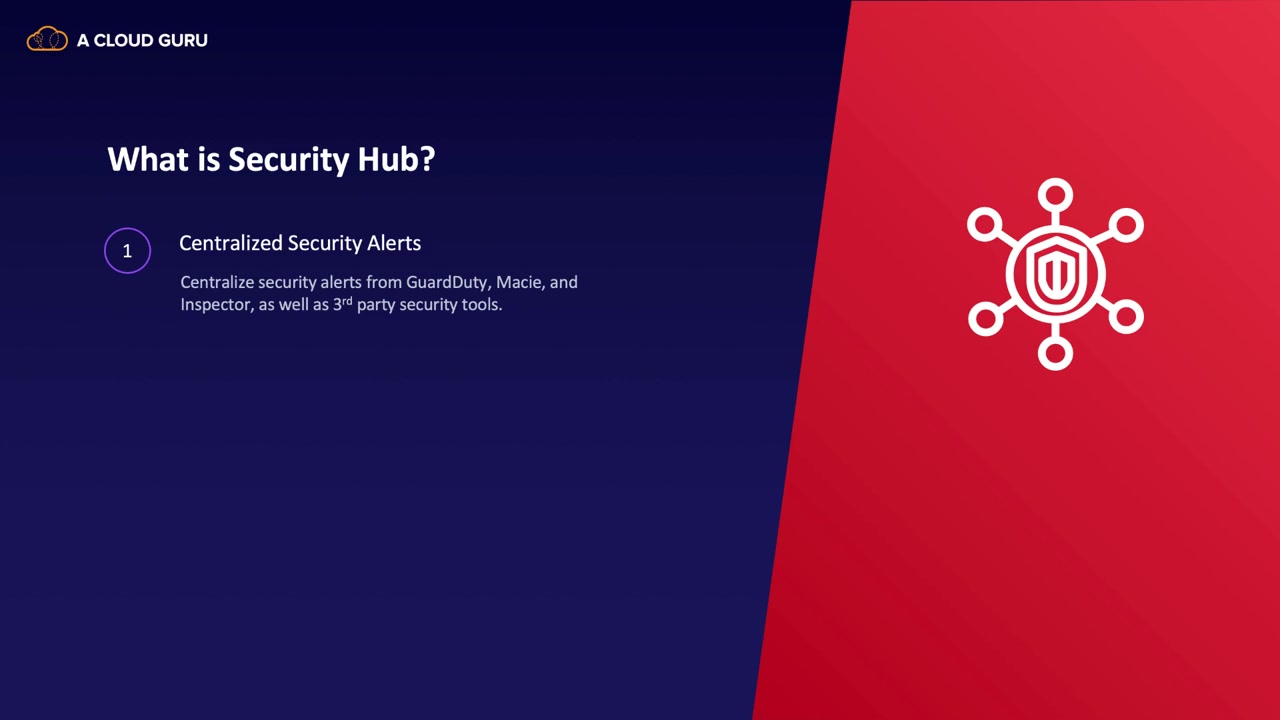 A CLOUD GURU
What is Security Hub?
1
Centralized Security Alerts
Centralize security alerts from GuardDuty, Macie, and
Inspector, as well as 3rd party security tools.